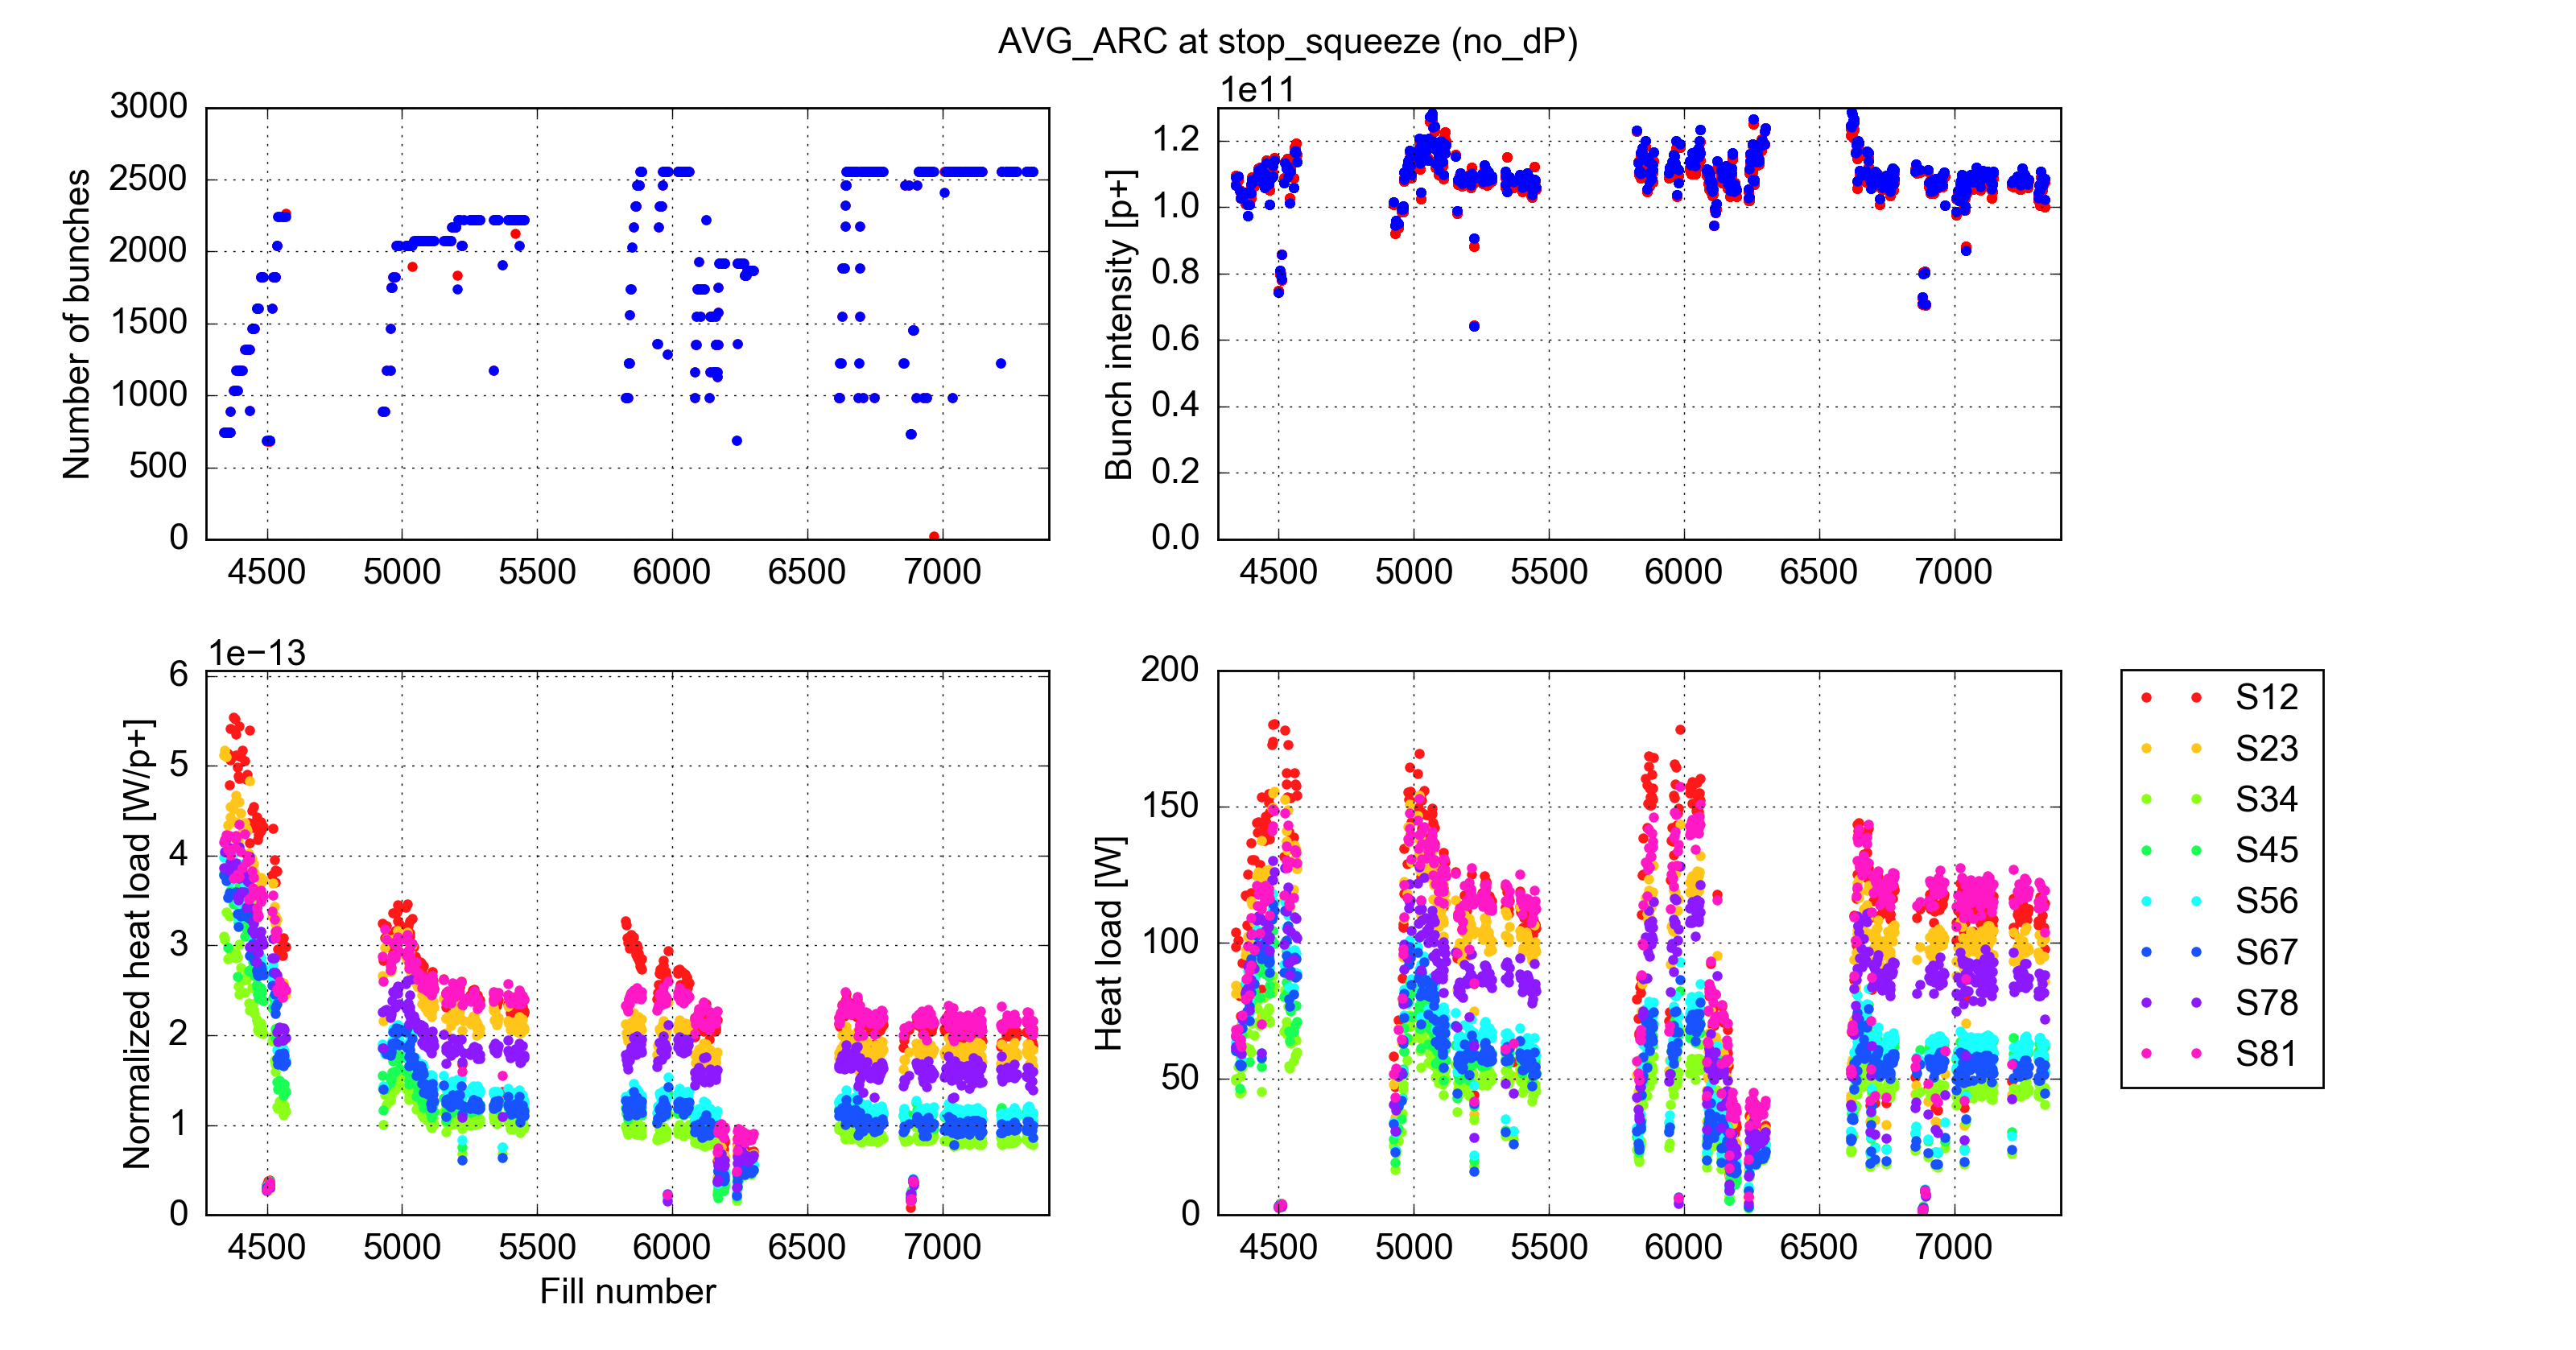 AVG_ARC at stop_squeeze (no_dP)
3000
2500
2000
1500
1000
500
0
Number of bunches
4500 5000 5500 6000 6500 7000
1e11
1.2
1.0
0.8
0.6
0.4
0.2
0.0
Bunch intensity [p+]
4500 5000 5500 6000 6500 7000
1e−13
6
5
4
3
2
1
0
Normalized heat load [W/p+]
4500 5000 5500 6000 6500 7000
Fill number
200
150
100
50
0
Heat load [W]
4500 5000 5500 6000 6500 7000
S12
S23
S34
S45
S56
S67
S78
S81